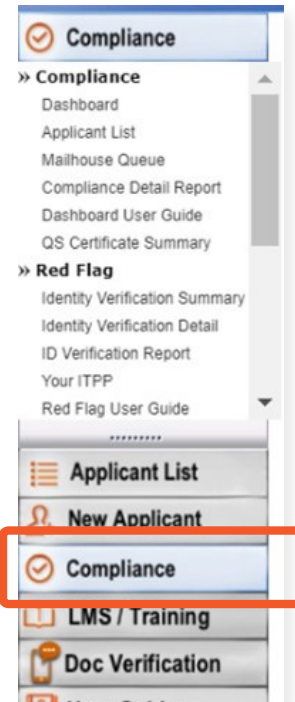 Compliance
» Compliance
Dashboard
Applicant List
Mailhouse Queue
Compliance Detail Report
Dashboard User Guide
QS Certificate Summary
» Red Flag
Identity Verification Summary
Identity Verification Detail
ID Verification Report
Your ITPP
Red Flag User Guide
Applicant List
New Applicant
Compliance
LMS / Training
Doc Verification